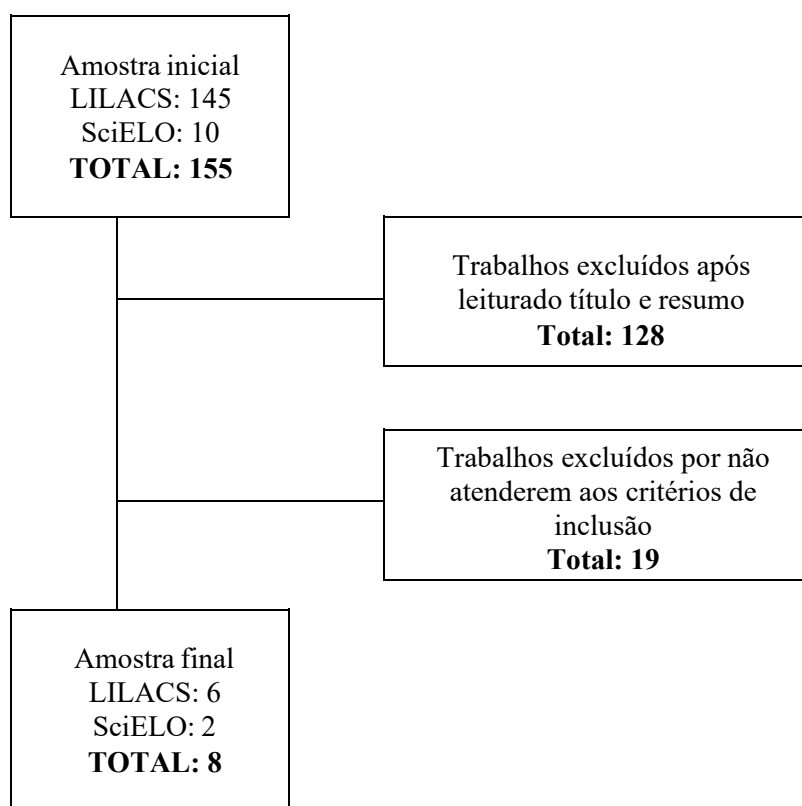 Amostra inicial
LILACS: 145
SciELO: 10
TOTAL: 155
Trabalhos excluídos após
leiturado título e resumo
Total: 128
Trabalhos excluídos por não
atenderem aos critérios de
inclusão
Total: 19
Amostra final
LILACS: 6
SciELO: 2
TOTAL: 8